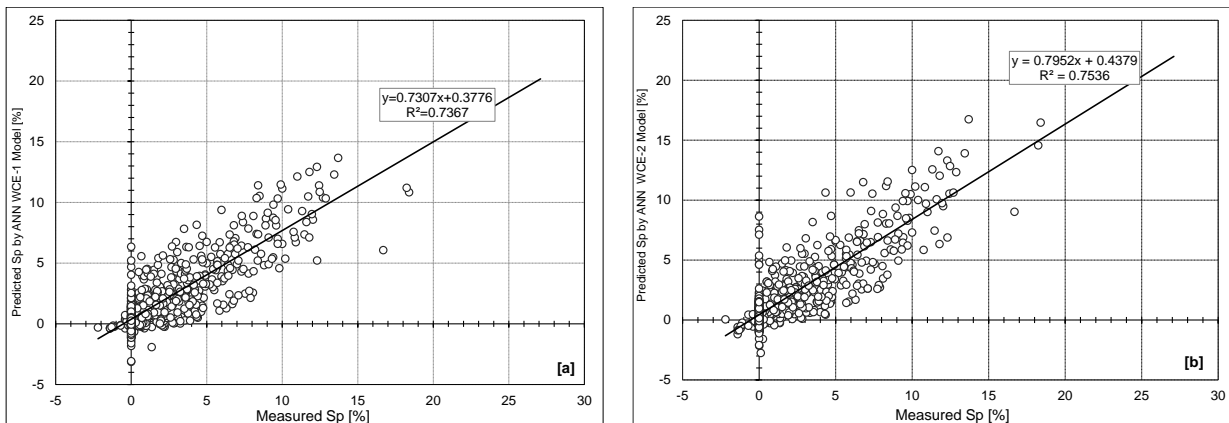 25
20
15
10
5
0
-5
-5 0 5 10 15 20 25 30
Predicted Sp by ANN WCE-1 Model [%]
Measured Sp [%]
y=0.7307x+0.3776
R²=0.7367
[a]
25
20
15
10
5
0
-5
-5 0 5 10 15 20 25 30
Predicted Sp by ANN WCE-2 Model [%]
Measured Sp [%]
y = 0.7952x + 0.4379
R² = 0.7536
[b]